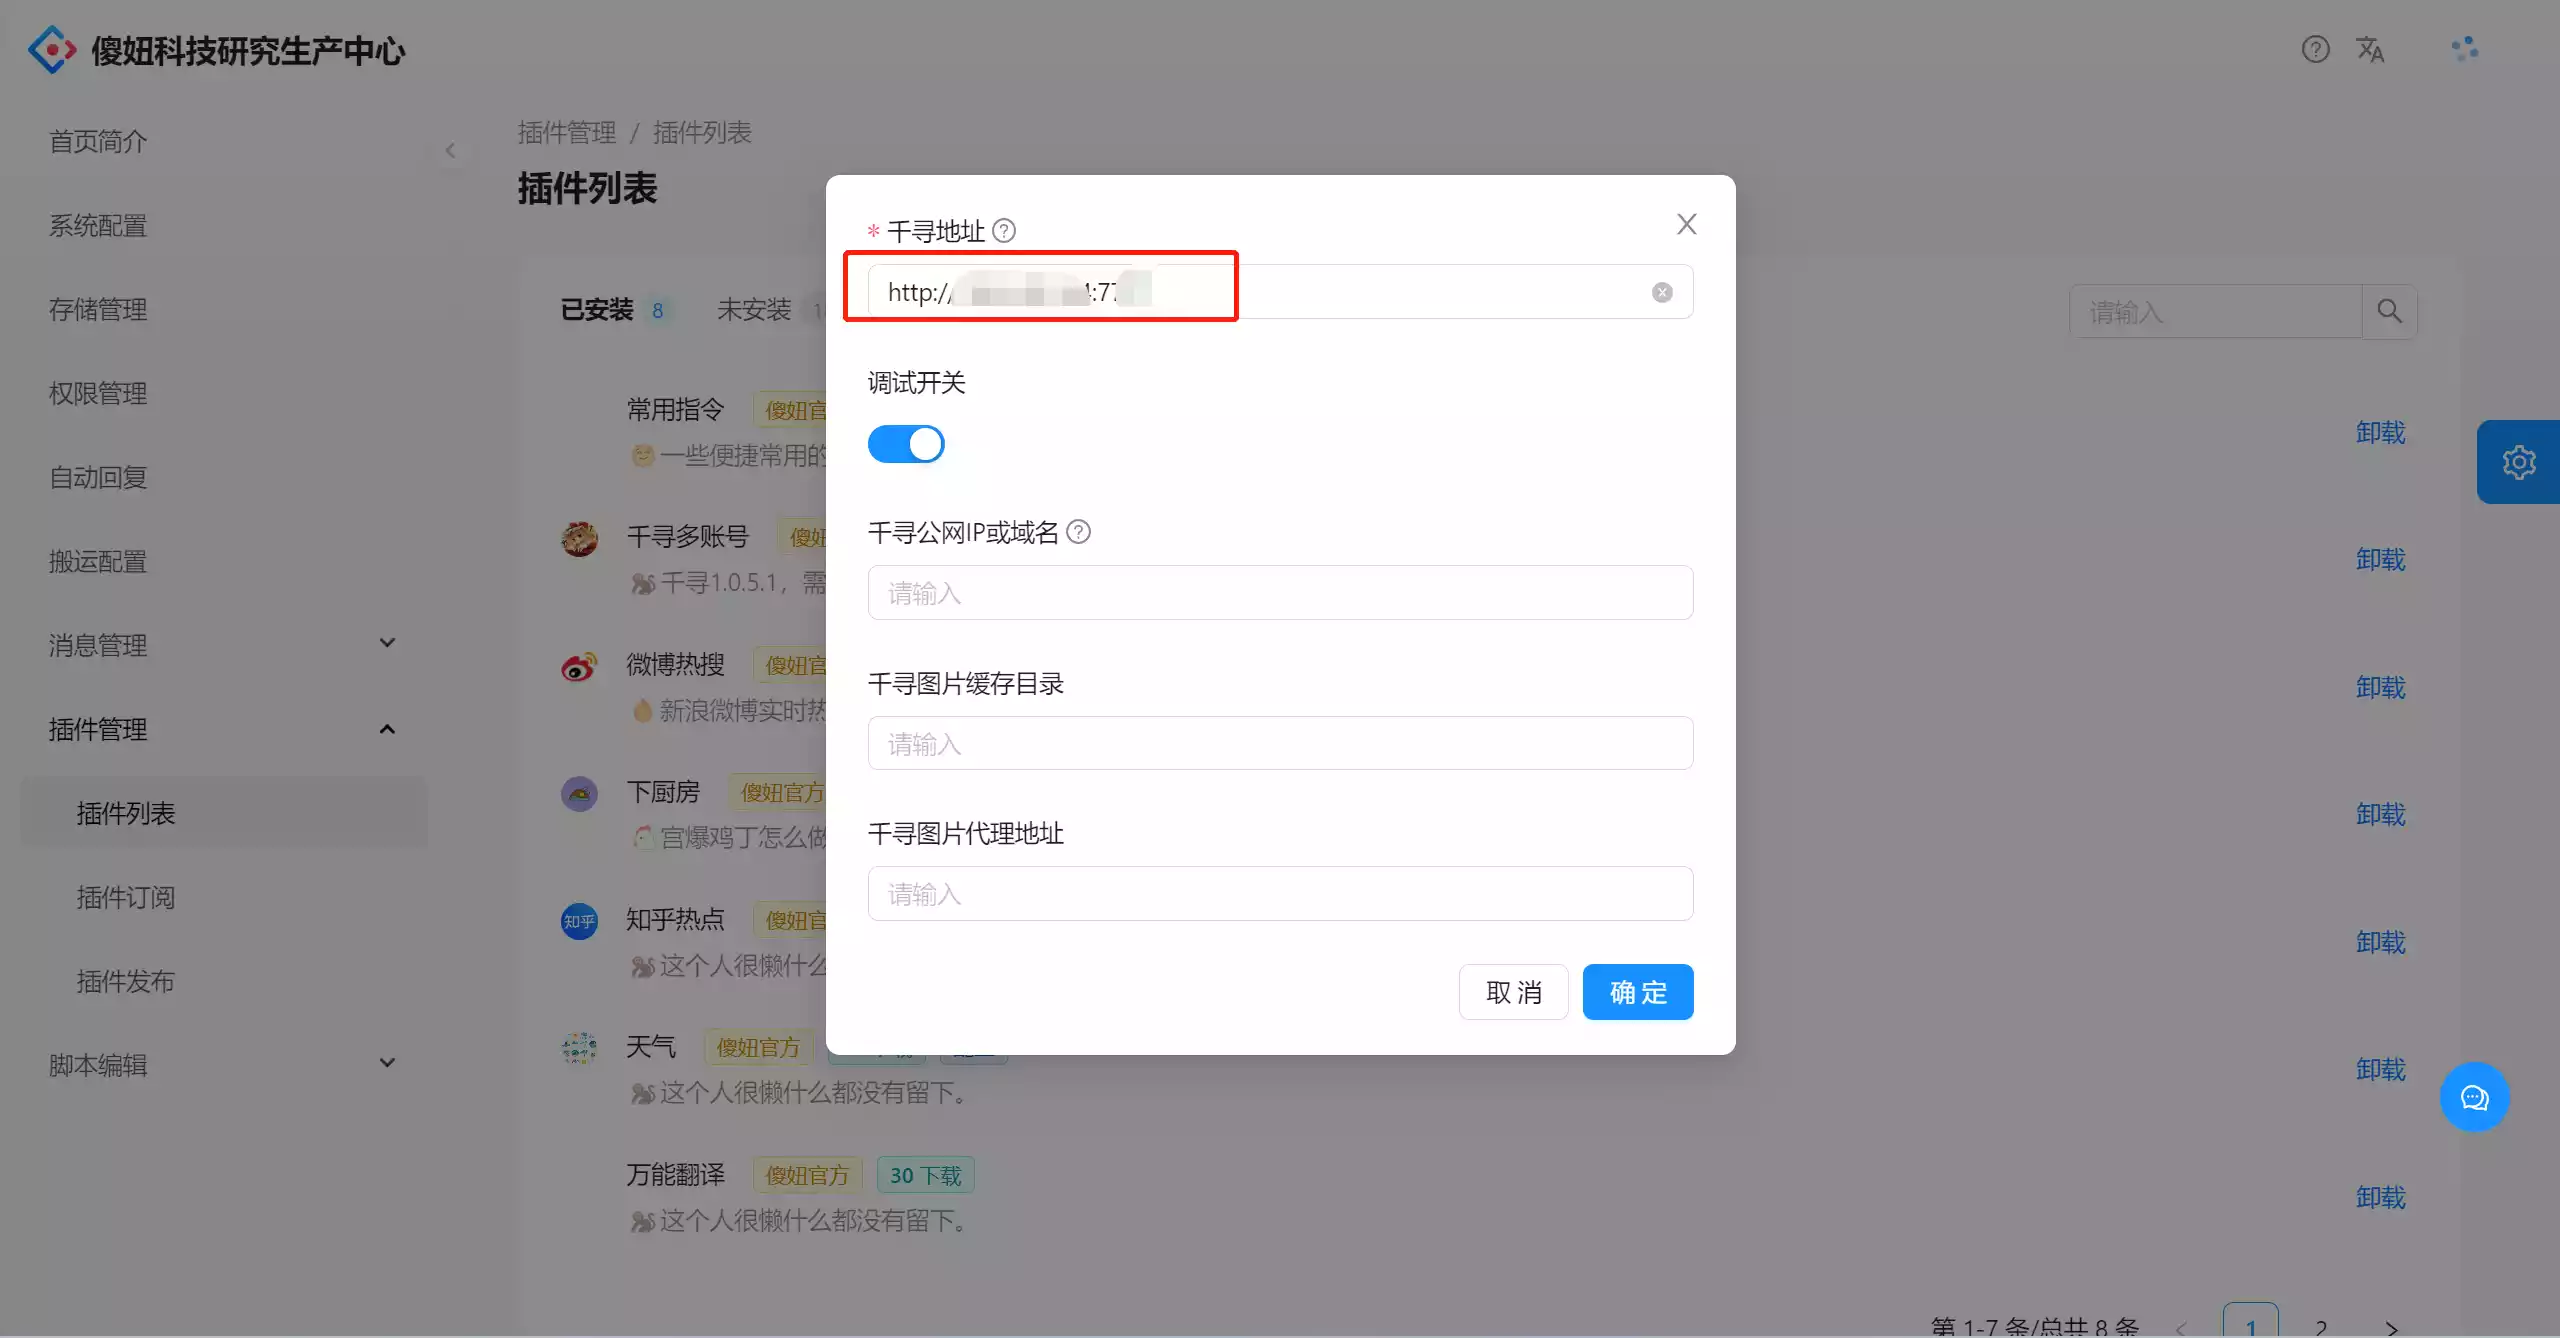 傻妞科技研究生产中心
首页简介
系统配置
存储管理
权限管理
自动回复
搬运配置
消息管理
插件管理
插件列表
插件订阅
插件发布
脚本编辑
插件管理 / 插件列表
插件列表
已安装 8 未安装
请输入
常用指令 傻妞官
一些便捷常用的
卸载
千寻多账号 傻妞
千寻1.0.5.1，需
卸载
微博热搜 傻妞官
新浪微博实时热
卸载
下厨房 傻妞官方
宫爆鸡丁怎么做
卸载
知乎
知乎热点 傻妞官
这个人很懒什么
卸载
天气 傻妞官方
这个人很懒什么都没有留下。
卸载
万能翻译 傻妞官方 30 下载
这个人很懒什么都没有留下。
卸载
第 1-7 条/总共 8 条 < 1 2 >
* 千寻地址
http:/
:77
调试开关
千寻公网IP或域名
请输入
千寻图片缓存目录
请输入
千寻图片代理地址
请输入
取 消
确 定